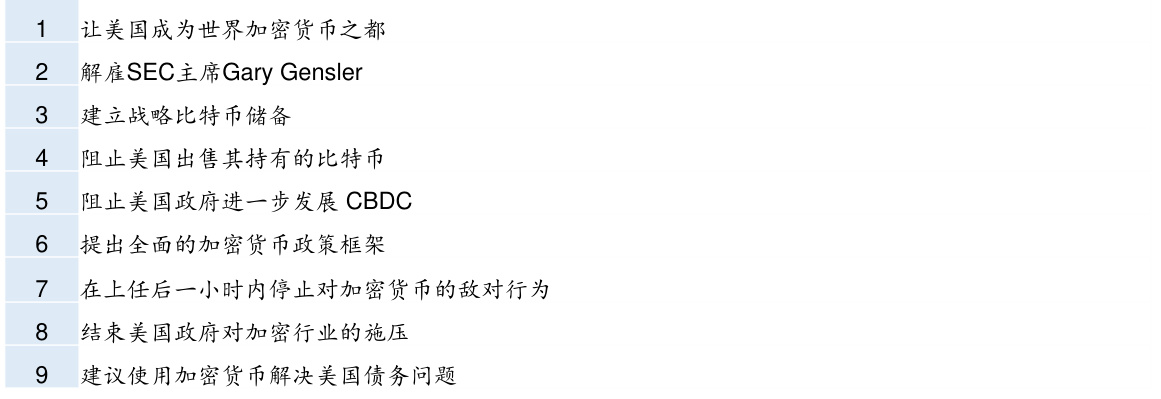 1 让美国成为世界加密货币之都
2 解雇SEC主席Gary Gensler
3 建立战略比特币储备
4 阻止美国出售其持有的比特币
5 阻止美国政府进一步发展 CBDC
6 提出全面的加密货币政策框架
7 在上任后一小时内停止对加密货币的敌对行为
8 结束美国政府对加密行业的施压
9 建议使用加密货币解决美国债务问题